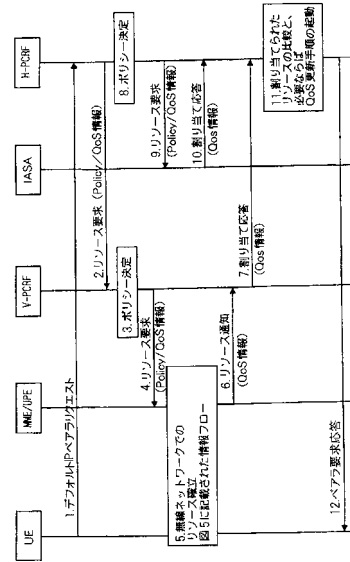 UE
MME/UPE
V-PCRF
IASA
H-PCRF
1.デフォルトIPベアラリクエスト
2.リソース要求 (Policy/QoS情報)
3.ポリシー決定
4.リソース要求
(Policy/QoS情報)
5.無線ネットワークでの
リソース確立
図5に記載された情報フロー
6.リソース通知
(QoS情報)
7.割り当て応答
(Qos情報)
8.ポリシー決定
9.リソース要求
(Policy/QoS情報)
10.割り当て応答
(Qos情報)
11.割り当てられた
リソースの比較と、
必要ならば
QoS更新手順の起動
12.ベアラ要求応答